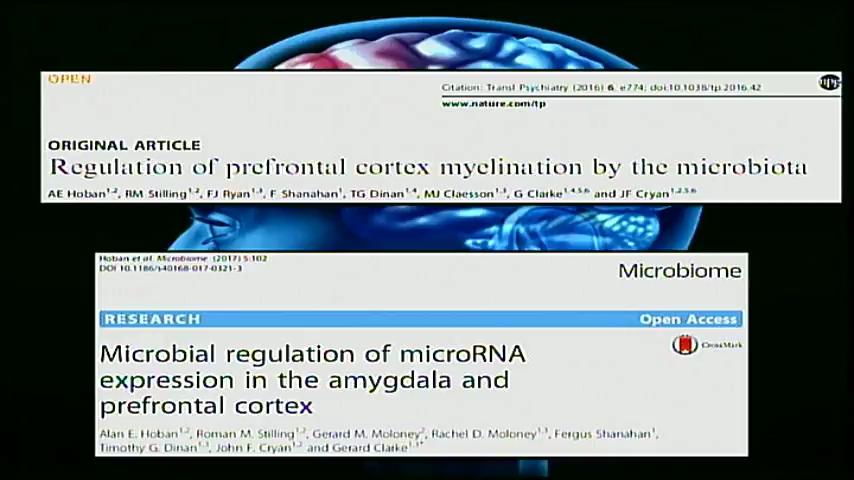 OPEN
Citation: Transl Psychiatry (2016) 6, e774; doi:10.1038/tp.2016.42
www.nature.com/tp
ORIGINAL ARTICLE
Regulation of prefrontal cortex myelination by the microbiota
AE Hoban1,2, RM Stilling1,2, FJ Ryan1,3, F Shanahan1, TG Dinan1,4, MJ Claesson1,3, G Clarke1,4,5,6 and JF Cryan1,2,5,6
Hoban et al. Microbiome (2017) 5:102
DOI 10.1186/s40168-017-0321-3
Microbiome
RESEARCH
Open Access
CrossMark
Microbial regulation of microRNA
expression in the amygdala and
prefrontal cortex
Alan E. Hoban1,2, Roman M. Stilling1,2, Gerard M. Moloney2, Rachel D. Moloney1,3, Fergus Shanahan1,
Timothy G. Dinan1,3, John F. Cryan1,2 and Gerard Clarke1,3*